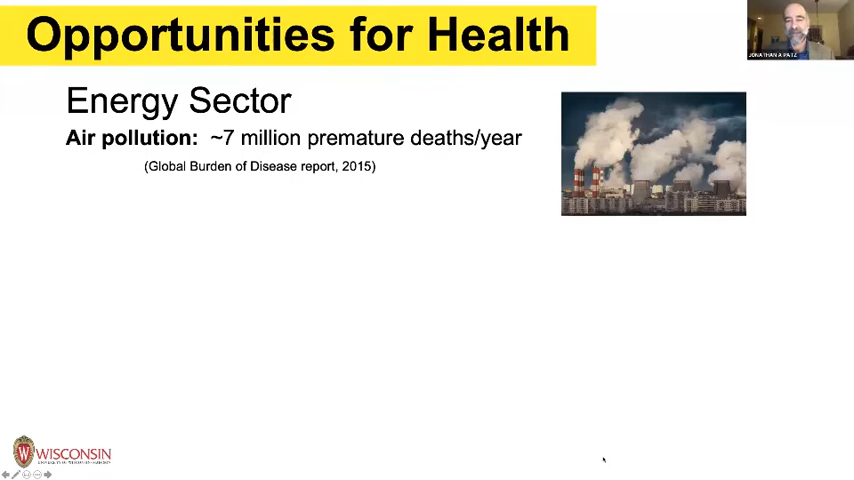 Opportunities for Health
JONATHAN A PATZ
Energy Sector
Air pollution: ~7 million premature deaths/year
(Global Burden of Disease report, 2015)
W
WISCONSIN